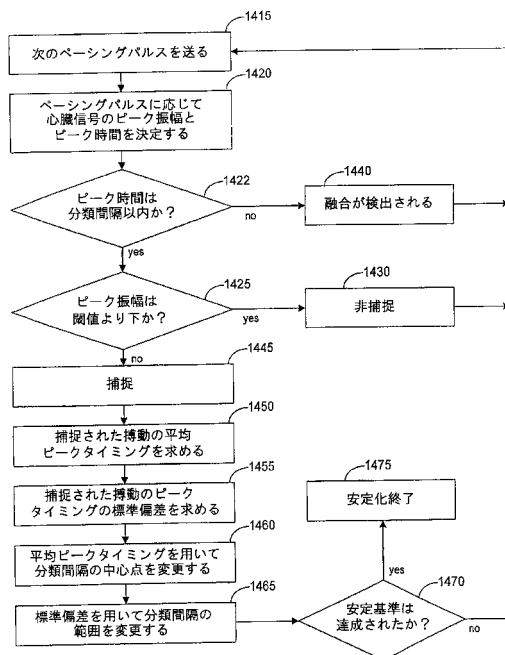 1415
次のペーシングパルスを送る
1420
ペーシングパルスに応じて
心臓信号のピーク振幅と
ピーク時間を決定する
1422
ピーク時間は
分類間隔以内か？
no
1440
融合が検出される
yes
1425
ピーク振幅は
閾値より下か？
yes
1430
非捕捉
no
1445
捕捉
1450
捕捉された搏動の平均
ピークタイミングを求める
1455
捕捉された搏動のピーク
タイミングの標準偏差を求める
1460
平均ピークタイミングを用いて
分類間隔の中心点を変更する
1465
標準偏差を用いて分類間隔の
範囲を変更する
1475
安定化終了
yes
1470
安定基準は
達成されたか？
no